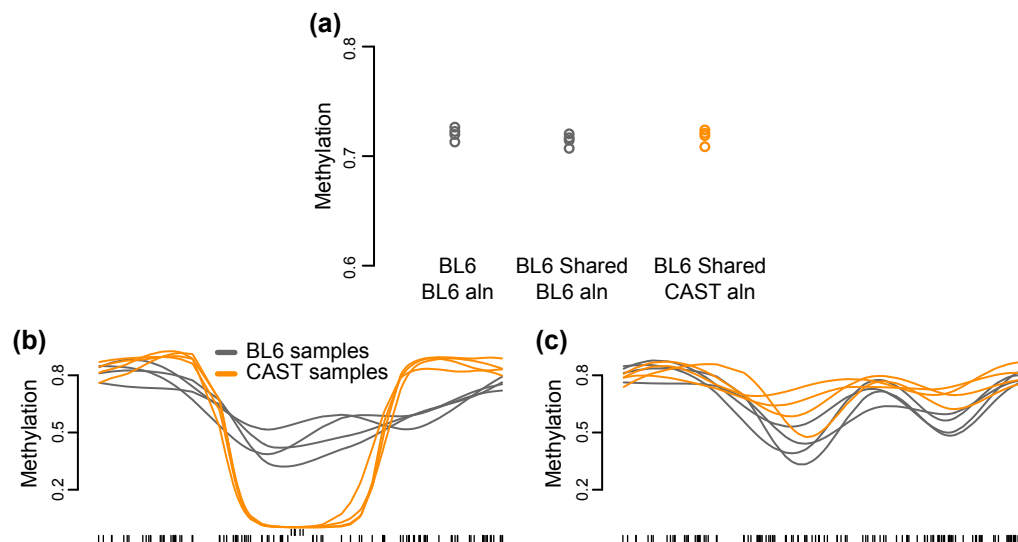 (a)
Methylation
0.8
0.7
0.6
BL6
BL6 aln
BL6 Shared
BL6 aln
BL6 Shared
CAST aln
(b)
Methylation
0.8
0.5
0.2
BL6 samples
CAST samples
(c)
Methylation
0.8
0.5
0.2